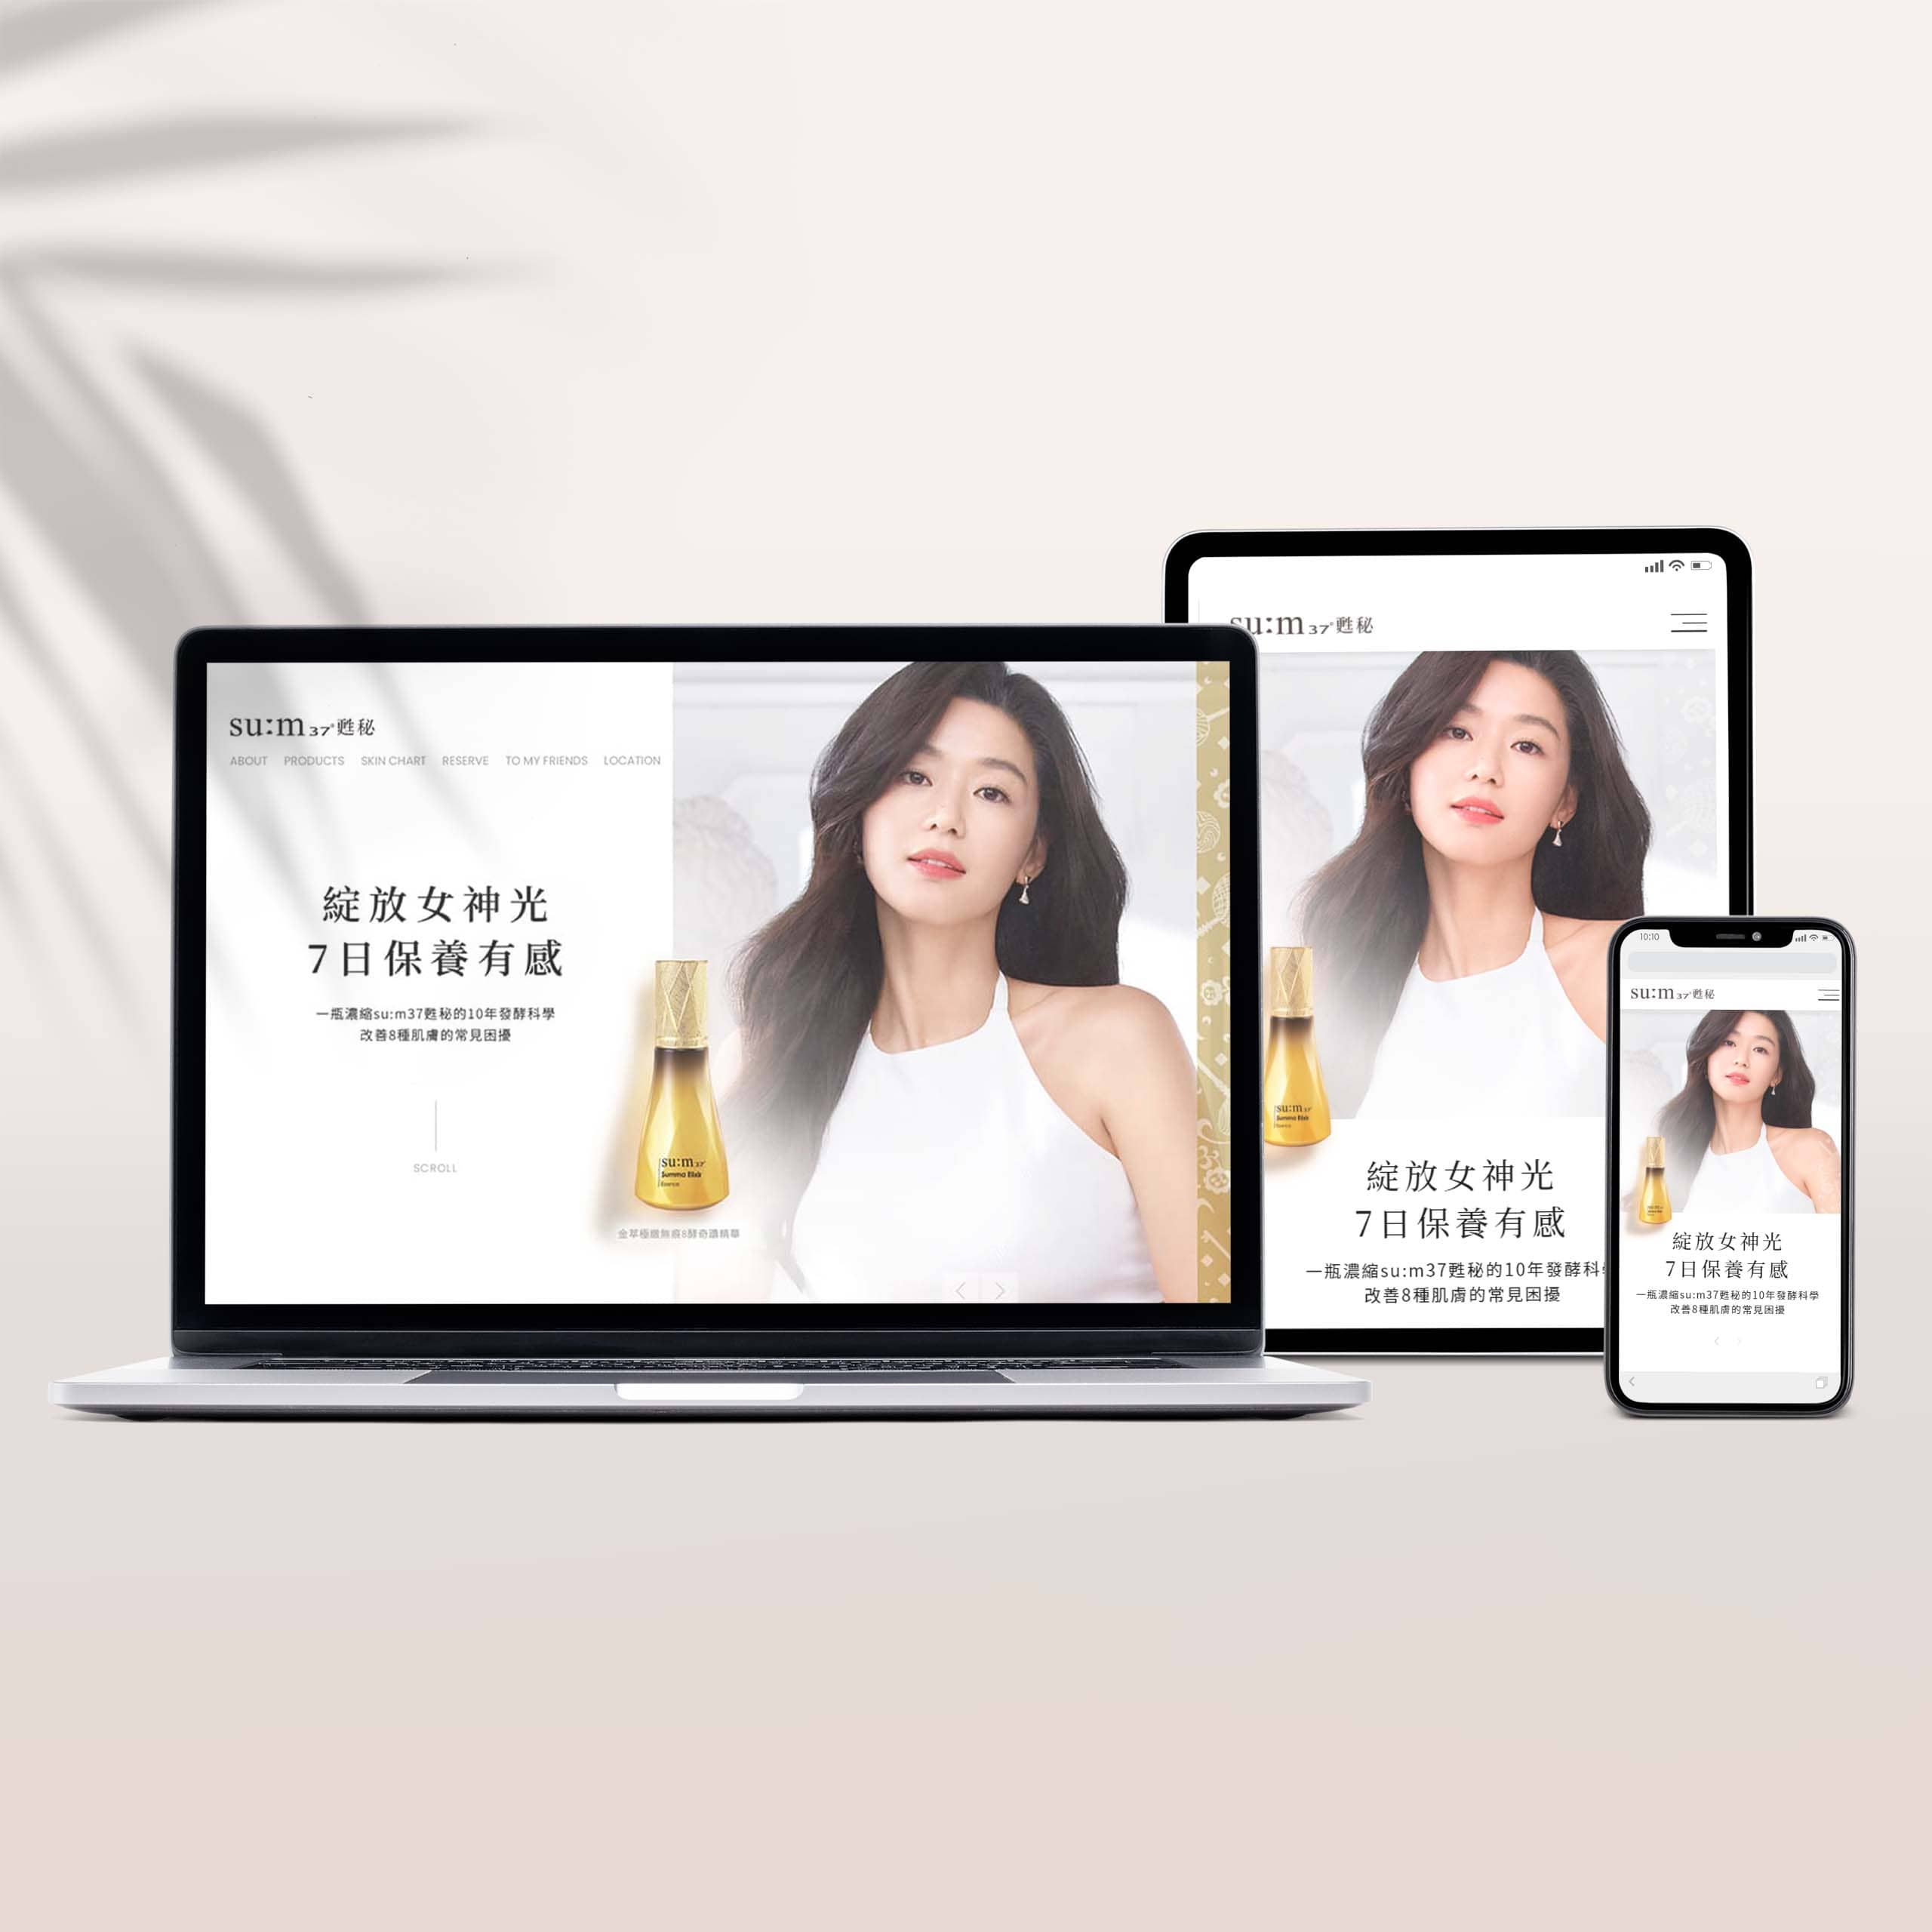 su:m37°甦秘
ABOUT PRODUCTS SKIN CHART RESERVE TO MY FRIENDS LOCATION
綻放女神光
7日保養有感
一瓶濃縮su:m37甦秘的10年發酵科學
改善8種肌膚的常見困擾
SCROLL
su:m37°
Summa Elixir
Essence
金萃極緻無痕8酵奇蹟精華
su:m37°甦秘
su:m37°
Summa Elixir
Essence
綻放女神光
7日保養有感
一瓶濃縮su:m37甦秘的10年發酵科
改善8種肌膚的常見困擾
10:10
su:m37°甦秘
綻放女神光
7日保養有感
一瓶濃縮su:m37甦秘的10年發酵科學
改善8種肌膚的常見困擾